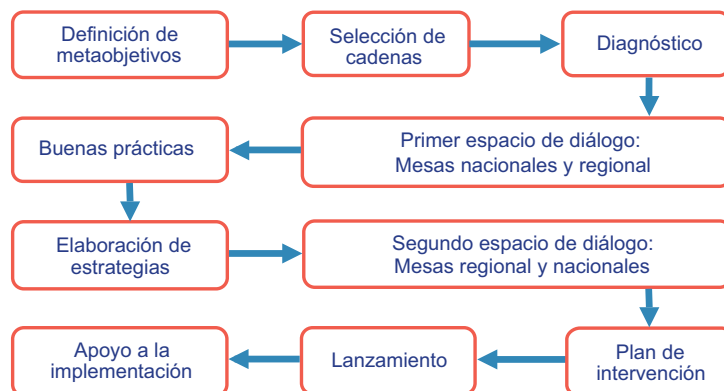 Definición de
metaobjetivos
Selección de
cadenas
Diagnóstico
Primer espacio de diálogo:
Mesas nacionales y regional
Buenas prácticas
Elaboración de
estrategias
Segundo espacio de diálogo:
Mesas regional y nacionales
Plan de
intervención
Lanzamiento
Apoyo a la
implementación